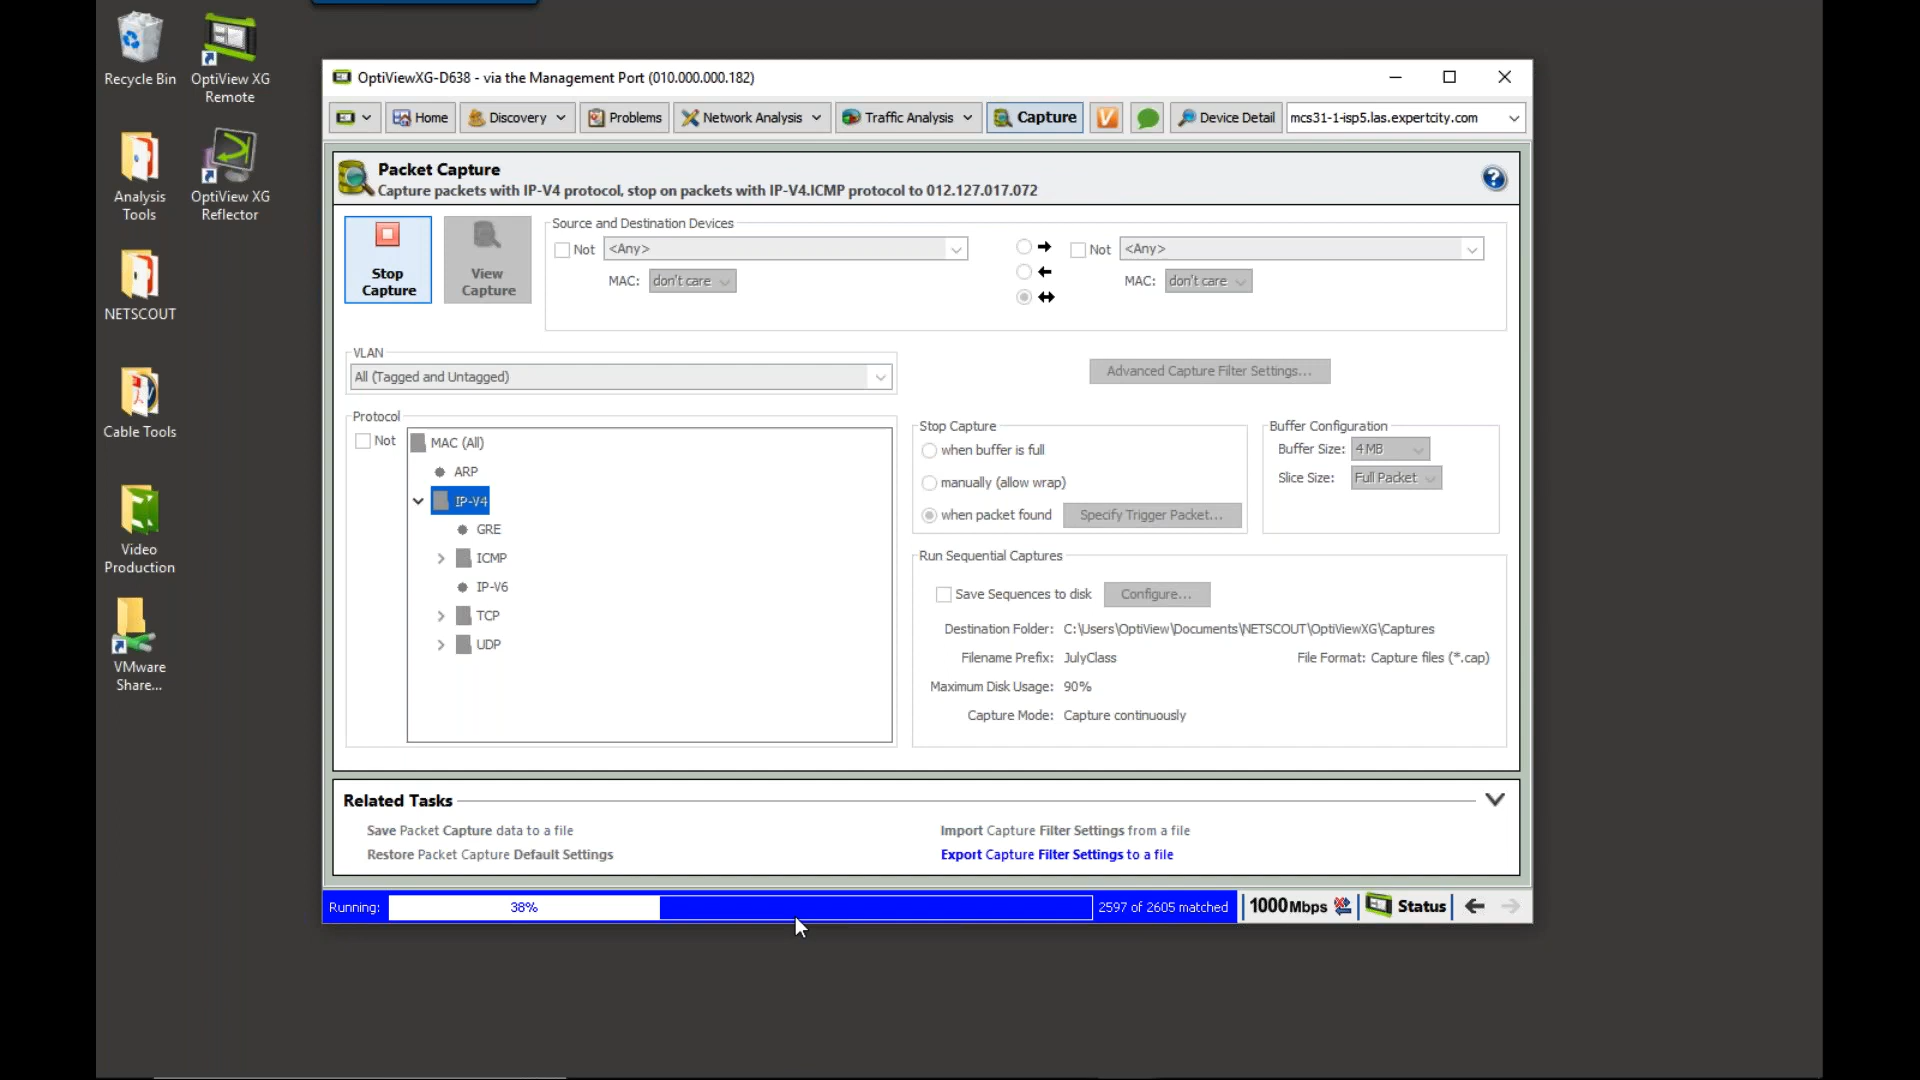 Recycle Bin
OptiView XG
Remote
Analysis
Tools
OptiView XG
Reflector
NETSCOUT
Cable Tools
Video
Production
VMware
Share...
OptiViewXG-D638 - via the Management Port (010.000.000.182)
Home
Discovery
Problems
Network Analysis
Traffic Analysis
Capture
Device Detail
mcs31-1-isp5.las.expertcity.com
Packet Capture
Capture packets with IP-V4 protocol, stop on packets with IP-V4.ICMP protocol to 012.127.017.072
Stop
Capture
View
Capture
Source and Destination Devices
Not
<Any>
MAC: don't care
Not
<Any>
MAC: don't care
VLAN
All (Tagged and Untagged)
Advanced Capture Filter Settings...
Protocol
Not
MAC (All)
ARP
IP-V4
GRE
ICMP
IP-V6
TCP
UDP
Stop Capture
when buffer is full
manually (allow wrap)
when packet found
Specify Trigger Packet...
Buffer Configuration
Buffer Size: 4 MB
Slice Size: Full Packet
Run Sequential Captures
Save Sequences to disk
Configure...
Destination Folder: C:\Users\OptiView\Documents\NETSCOUT\OptiViewXG\Captures
Filename Prefix: JulyClass
File Format: Capture files (*.cap)
Maximum Disk Usage: 90%
Capture Mode: Capture continuously
Related Tasks
Save Packet Capture data to a file
Import Capture Filter Settings from a file
Restore Packet Capture Default Settings
Export Capture Filter Settings to a file
Running:
38%
2597 of 2605 matched
1000Mbps
Status